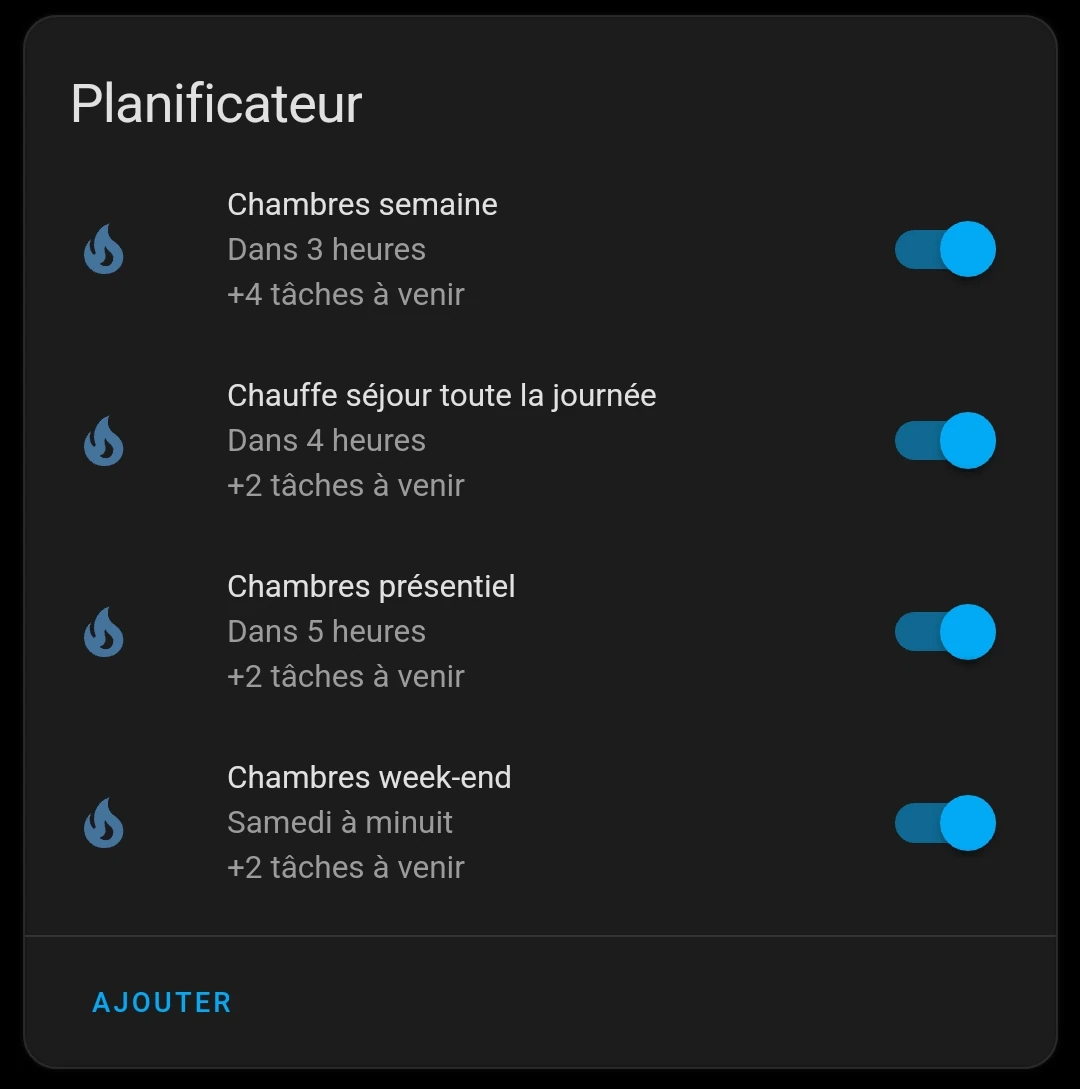 Planificateur
Chambres semaine
Dans 3 heures
+4 tâches à venir
Chauffe séjour toute la journée
Dans 4 heures
+2 tâches à venir
Chambres présentiel
Dans 5 heures
+2 tâches à venir
Chambres week-end
Samedi à minuit
+2 tâches à venir
AJOUTER